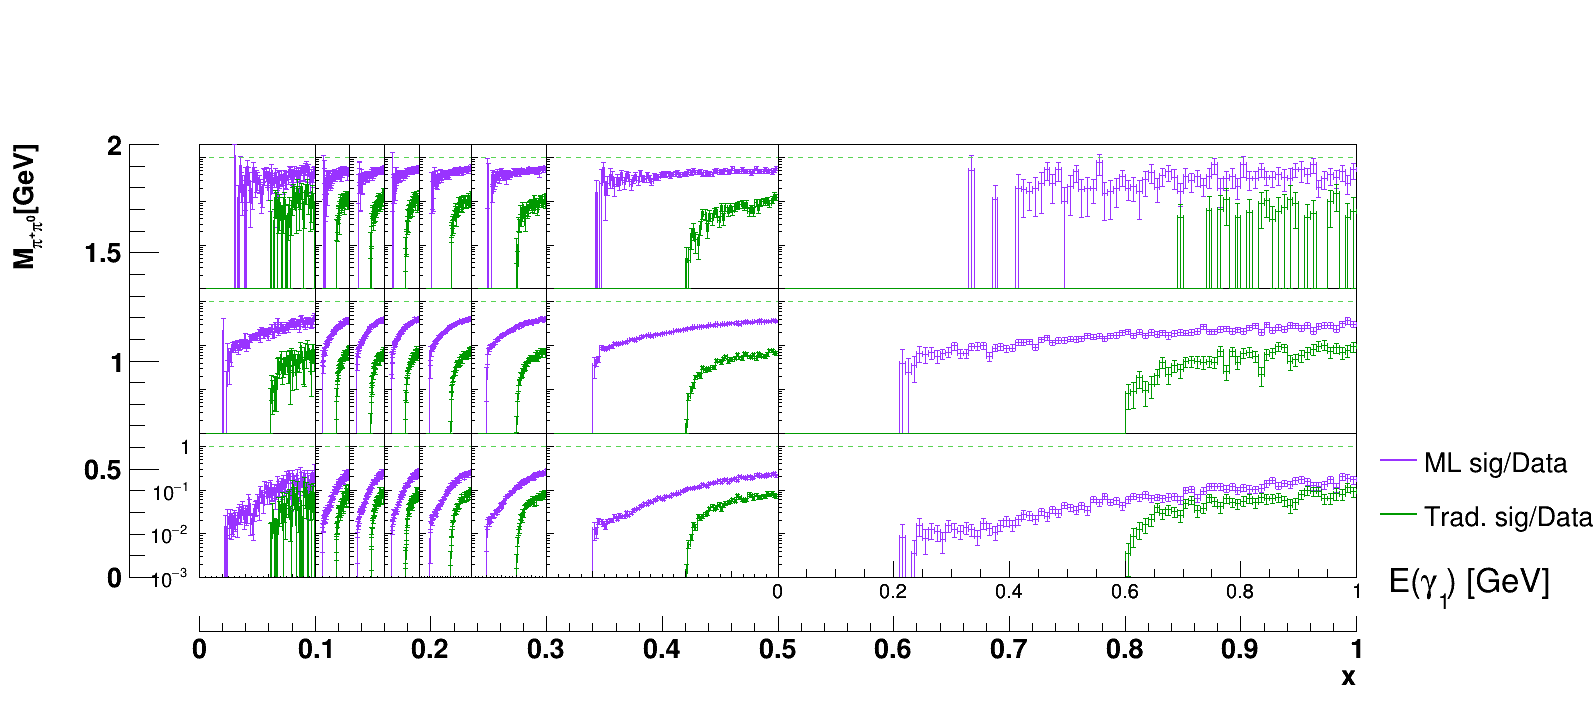 M_{π⁺π⁰}[GeV]
2
1.5
1
0.5
0
1
10⁻¹
10⁻²
10⁻³
ML sig/Data
Trad. sig/Data
0 0.2 0.4 0.6 0.8 1
E(γ₁) [GeV]
0 0.1 0.2 0.3 0.4 0.5 0.6 0.7 0.8 0.9 1
x